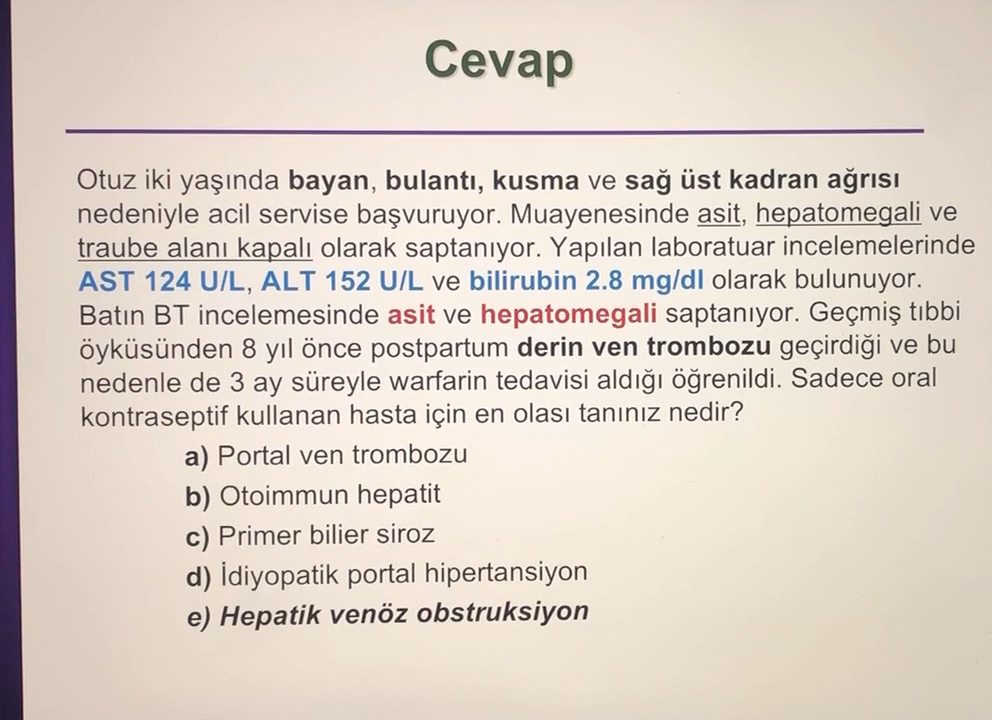 Cevap
Otuz iki yaşında bayan, bulantı, kusma ve sağ üst kadran ağrısı
nedeniyle acil servise başvuruyor. Muayenesinde asit, hepatomegali ve
traube alanı kapalı olarak saptanıyor. Yapılan laboratuar incelemelerinde
AST 124 U/L, ALT 152 U/L ve bilirubin 2.8 mg/dl olarak bulunuyor.
Batın BT incelemesinde asit ve hepatomegali saptanıyor. Geçmiş tıbbi
öyküsünden 8 yıl önce postpartum derin ven trombozu geçirdiği ve bu
nedenle de 3 ay süreyle warfarin tedavisi aldığı öğrenildi. Sadece oral
kontraseptif kullanan hasta için en olası tanınız nedir?
a) Portal ven trombozu
b) Otoimmun hepatit
c) Primer bilier siroz
d) İdiyopatik portal hipertansiyon
e) Hepatik venöz obstruksiyon